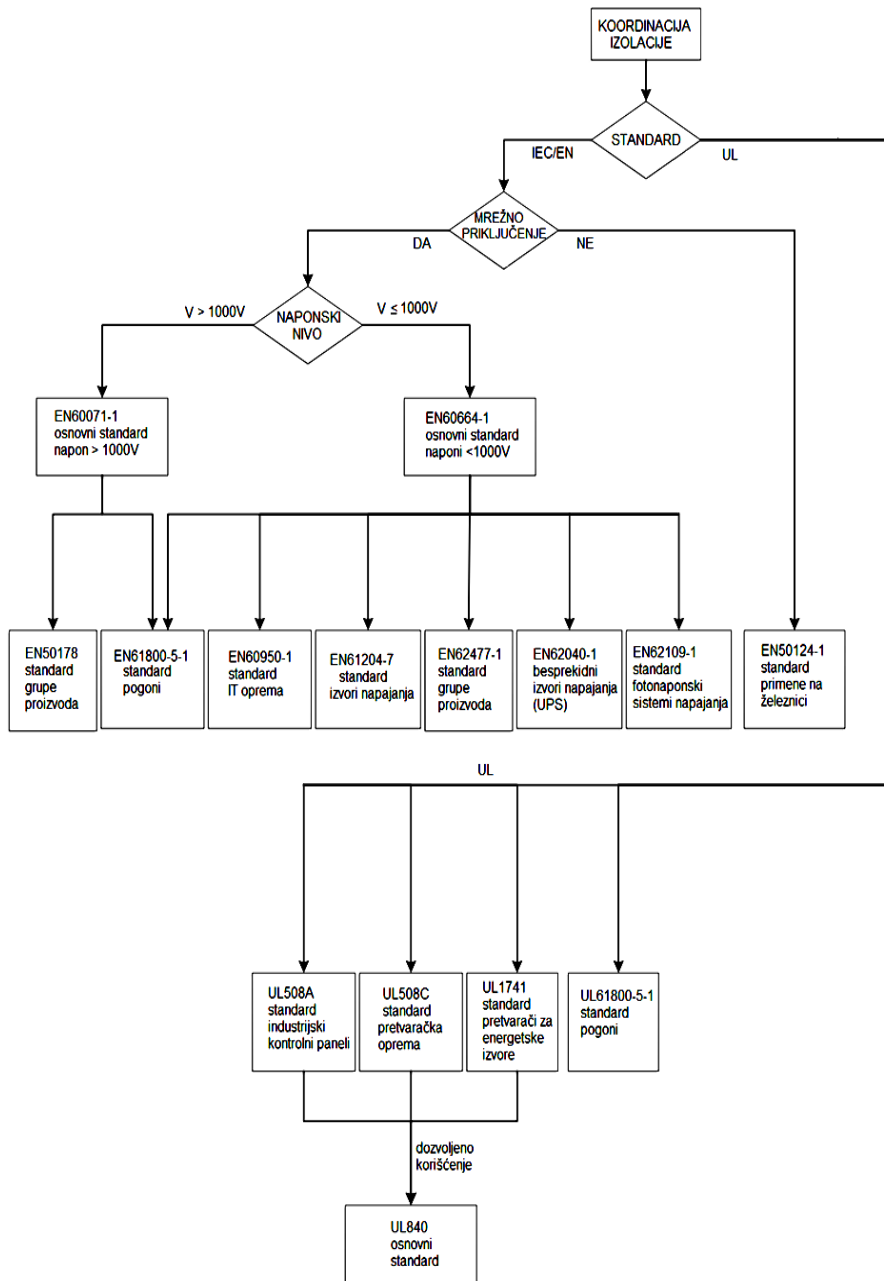 KOORDINACIJA
IZOLACIJE
STANDARD
IEC/EN
UL
MREŽNO
PRIKLJUČENJE
DA
NE
NAPONSKI
NIVO
V > 1000V
V ≤ 1000V
EN60071-1
osnovni standard
napon > 1000V
EN60664-1
osnovni standard
naponi <1000V
EN50178
standard
grupe
proizvoda
EN61800-5-1
standard
pogoni
EN60950-1
standard
IT oprema
EN61204-7
standard
izvori napajanja
EN62477-1
standard
grupe
proizvoda
EN62040-1
besprekidni
izvori napajanja
(UPS)
EN62109-1
standard
fotonaponski
sistemi napajanja
EN50124-1
standard
primene na
železnici
UL
UL508A
standard
industrijski
kontrolni paneli
UL508C
standard
pretvaračka
oprema
UL1741
standard
pretvarači za
energetske
izvore
UL61800-5-1
standard
pogoni
dozvoljeno
korišćenje
UL840
osnovni
standard